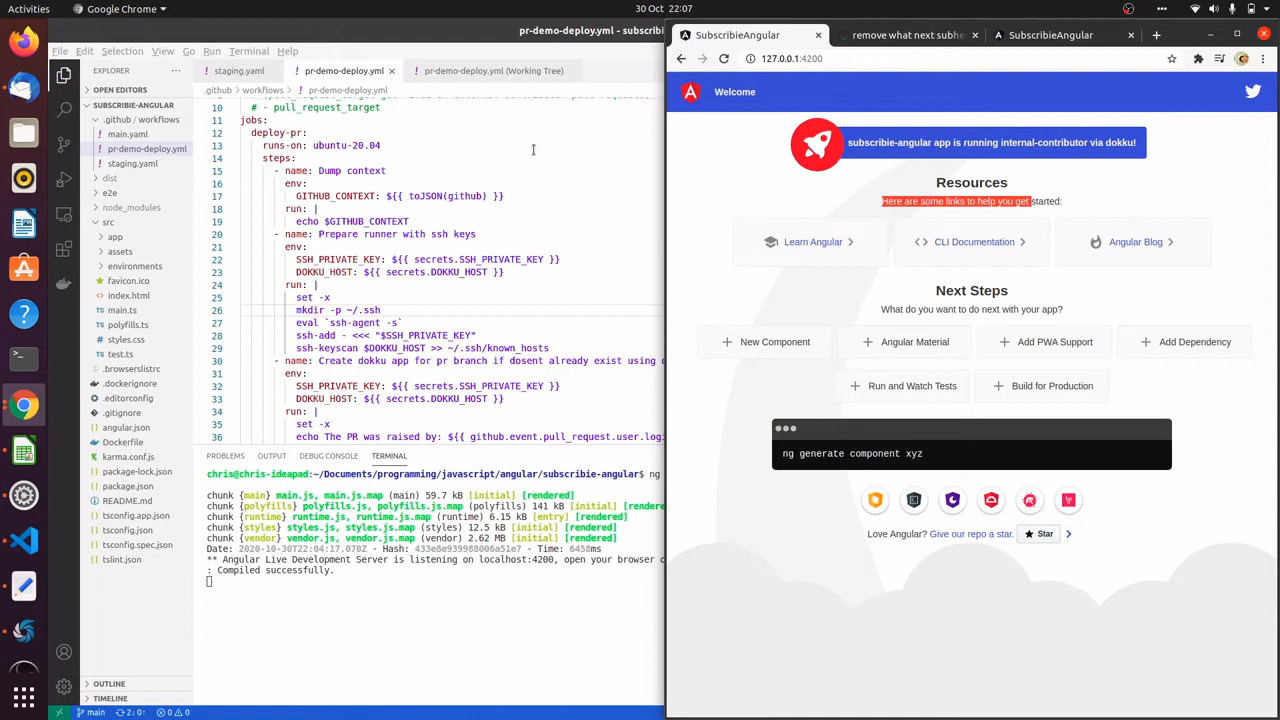 Activities
Google Chrome
30 Oct 22:07
pr-demo-deploy.yml - subscribi
File Edit Selection View Go Run Terminal Help
EXPLORER
OPEN EDITORS
SUBSCRIBIE-ANGULAR
.github / workflows
main.yaml
pr-demo-deploy.yml
staging.yaml
dist
e2e
node_modules
src
app
assets
environments
favicon.ico
index.html
main.ts
polyfills.ts
styles.css
test.ts
.browserslistrc
.dockerignore
.editorconfig
.gitignore
angular.json
Dockerfile
karma.conf.js
package-lock.json
package.json
README.md
tsconfig.app.json
tsconfig.json
tsconfig.spec.json
tslint.json
OUTLINE
TIMELINE
main 2↓ 0↑ 0 0
staging.yaml
pr-demo-deploy.yml
pr-demo-deploy.yml (Working Tree)
.github > workflows > pr-demo-deploy.yml
10 # - pull_request_target
11 jobs:
12 deploy-pr:
13 runs-on: ubuntu-20.04
14 steps:
15 - name: Dump context
16 env:
17 GITHUB_CONTEXT: ${{ toJSON(github) }}
18 run: |
19 echo $GITHUB_CONTEXT
20 - name: Prepare runner with ssh keys
21 env:
22 SSH_PRIVATE_KEY: ${{ secrets.SSH_PRIVATE_KEY }}
23 DOKKU_HOST: ${{ secrets.DOKKU_HOST }}
24 run: |
25 set -x
26 mkdir -p ~/.ssh
27 eval `ssh-agent -s`
28 ssh-add - <<< "$SSH_PRIVATE_KEY"
29 ssh-keyscan $DOKKU_HOST >> ~/.ssh/known_hosts
30 - name: Create dokku app for pr branch if dosent already exist using
31 env:
32 SSH_PRIVATE_KEY: ${{ secrets.SSH_PRIVATE_KEY }}
33 DOKKU_HOST: ${{ secrets.DOKKU_HOST }}
34 run: |
35 set -x
36 echo The PR was raised by: ${{ github.event.pull_request.user.logi
PROBLEMS OUTPUT DEBUG CONSOLE TERMINAL
chris@chris-ideapad:~/Documents/programming/javascript/angular/subscribie-angular$ ng
chunk {main} main.js, main.js.map (main) 59.7 kB [initial] [rendered]
chunk {polyfills} polyfills.js, polyfills.js.map (polyfills) 141 kB [initial] [rendere
chunk {runtime} runtime.js, runtime.js.map (runtime) 6.15 kB [entry] [rendered]
chunk {styles} styles.js, styles.js.map (styles) 12.5 kB [initial] [rendered]
chunk {vendor} vendor.js, vendor.js.map (vendor) 2.62 MB [initial] [rendered]
Date: 2020-10-30T22:04:17.070Z - Hash: 433e8e939988006a51e7 - Time: 6458ms
** Angular Live Development Server is listening on localhost:4200, open your browser o
: Compiled successfully.
SubscribieAngular
remove what next subhe
SubscribieAngular
127.0.0.1:4200
Welcome
subscribie-angular app is running internal-contributor via dokku!
Resources
Here are some links to help you get started:
Learn Angular
CLI Documentation
Angular Blog
Next Steps
What do you want to do next with your app?
New Component
Angular Material
Add PWA Support
Add Dependency
Run and Watch Tests
Build for Production
ng generate component xyz
Love Angular? Give our repo a star.
Star